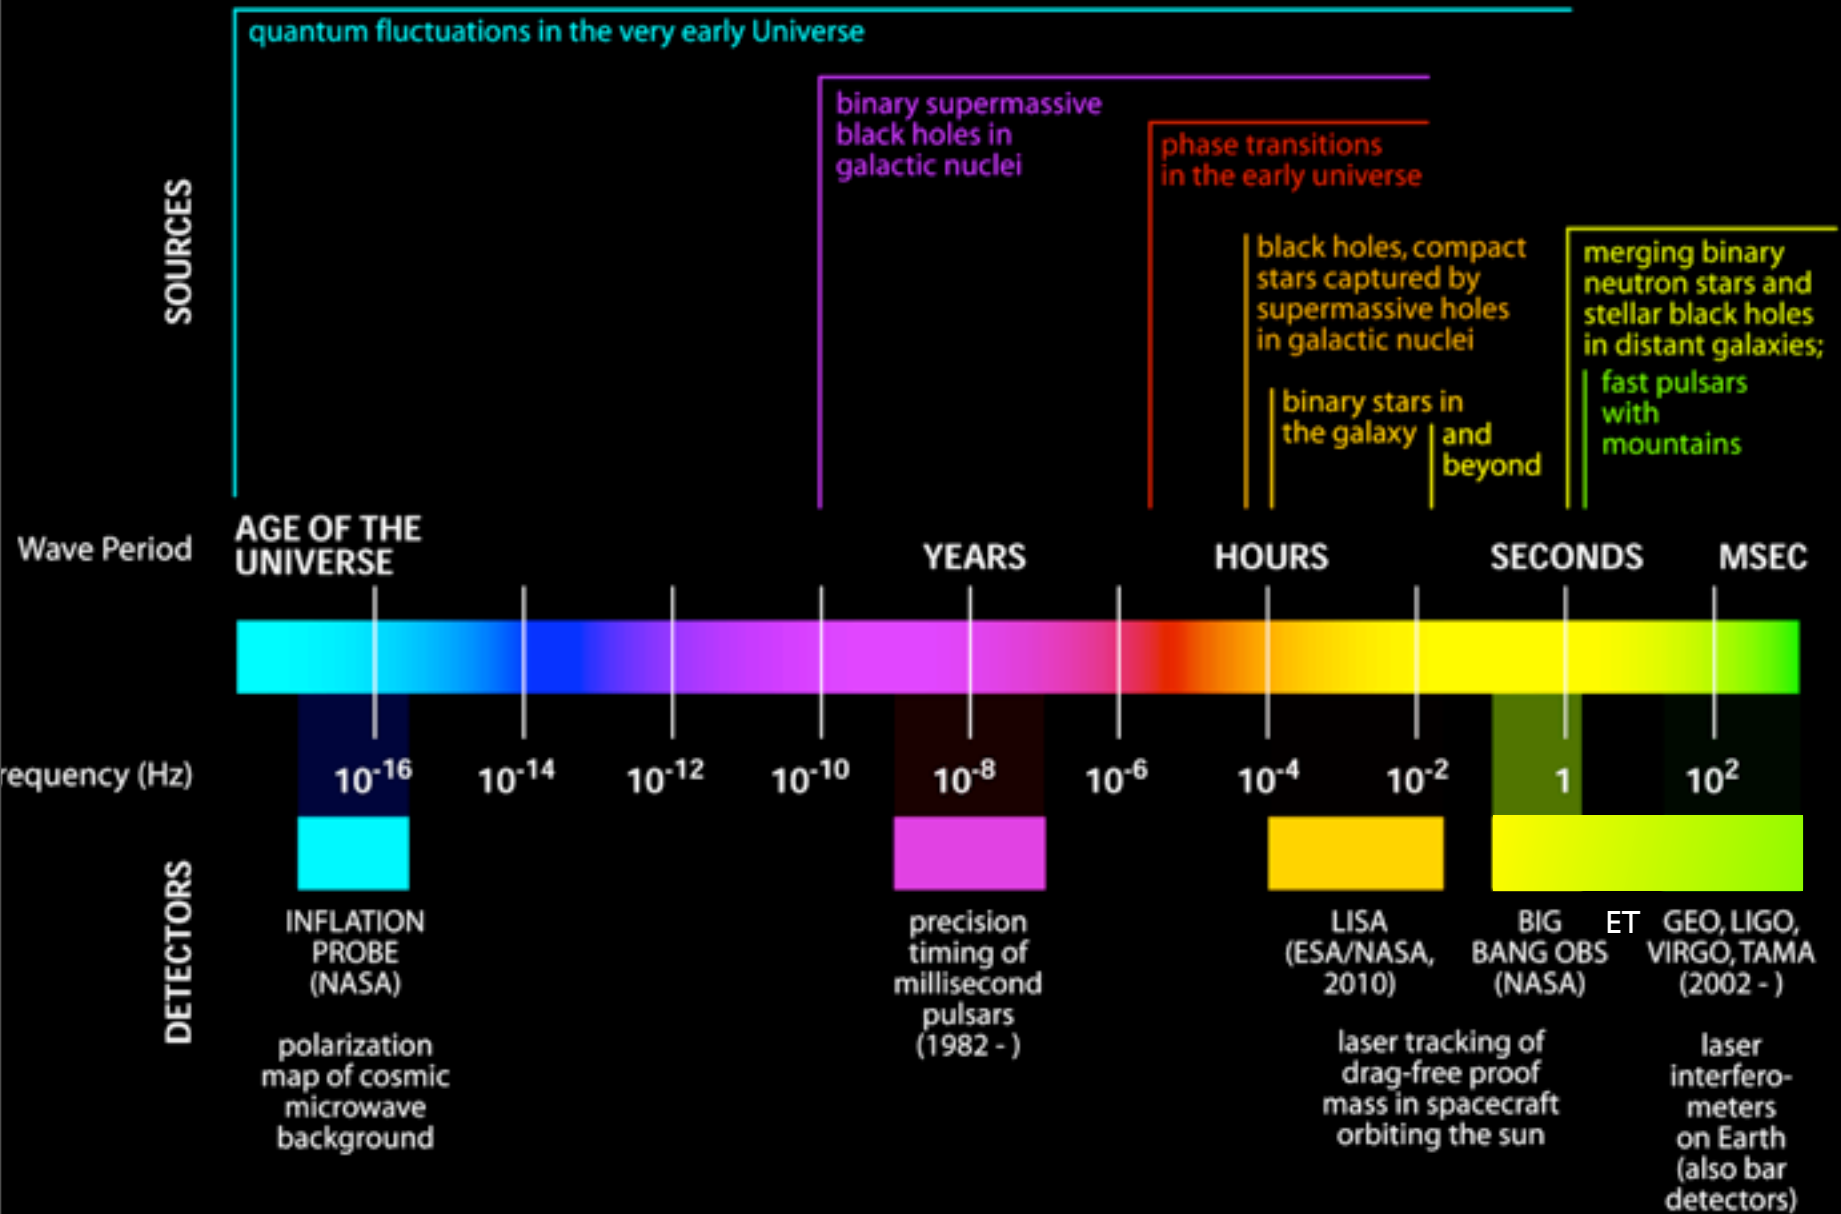 quantum fluctuations in the very early Universe
binary supermassive
black holes in
galactic nuclei
phase transitions
in the early universe
SOURCES
black holes, compact
stars captured by
supermassive holes
in galactic nuclei
merging binary
neutron stars and
stellar black holes
in distant galaxies;
fast pulsars
with
mountains
binary stars in
the galaxy
and
beyond
Wave Period
AGE OF THE
UNIVERSE
YEARS
HOURS
SECONDS
MSEC
requency (Hz)
10⁻¹⁶
10⁻¹⁴
10⁻¹²
10⁻¹⁰
10⁻⁸
10⁻⁶
10⁻⁴
10⁻²
1
10²
DETECTORS
INFLATION
PROBE
(NASA)
polarization
map of cosmic
microwave
background
precision
timing of
millisecond
pulsars
(1982 - )
LISA
(ESA/NASA,
2010)
BIG
BANG OBS
(NASA)
laser tracking of
drag-free proof
mass in spacecraft
orbiting the sun
ET
GEO, LIGO,
VIRGO, TAMA
(2002 - )
laser
interfero-
meters
on Earth
(also bar
detectors)